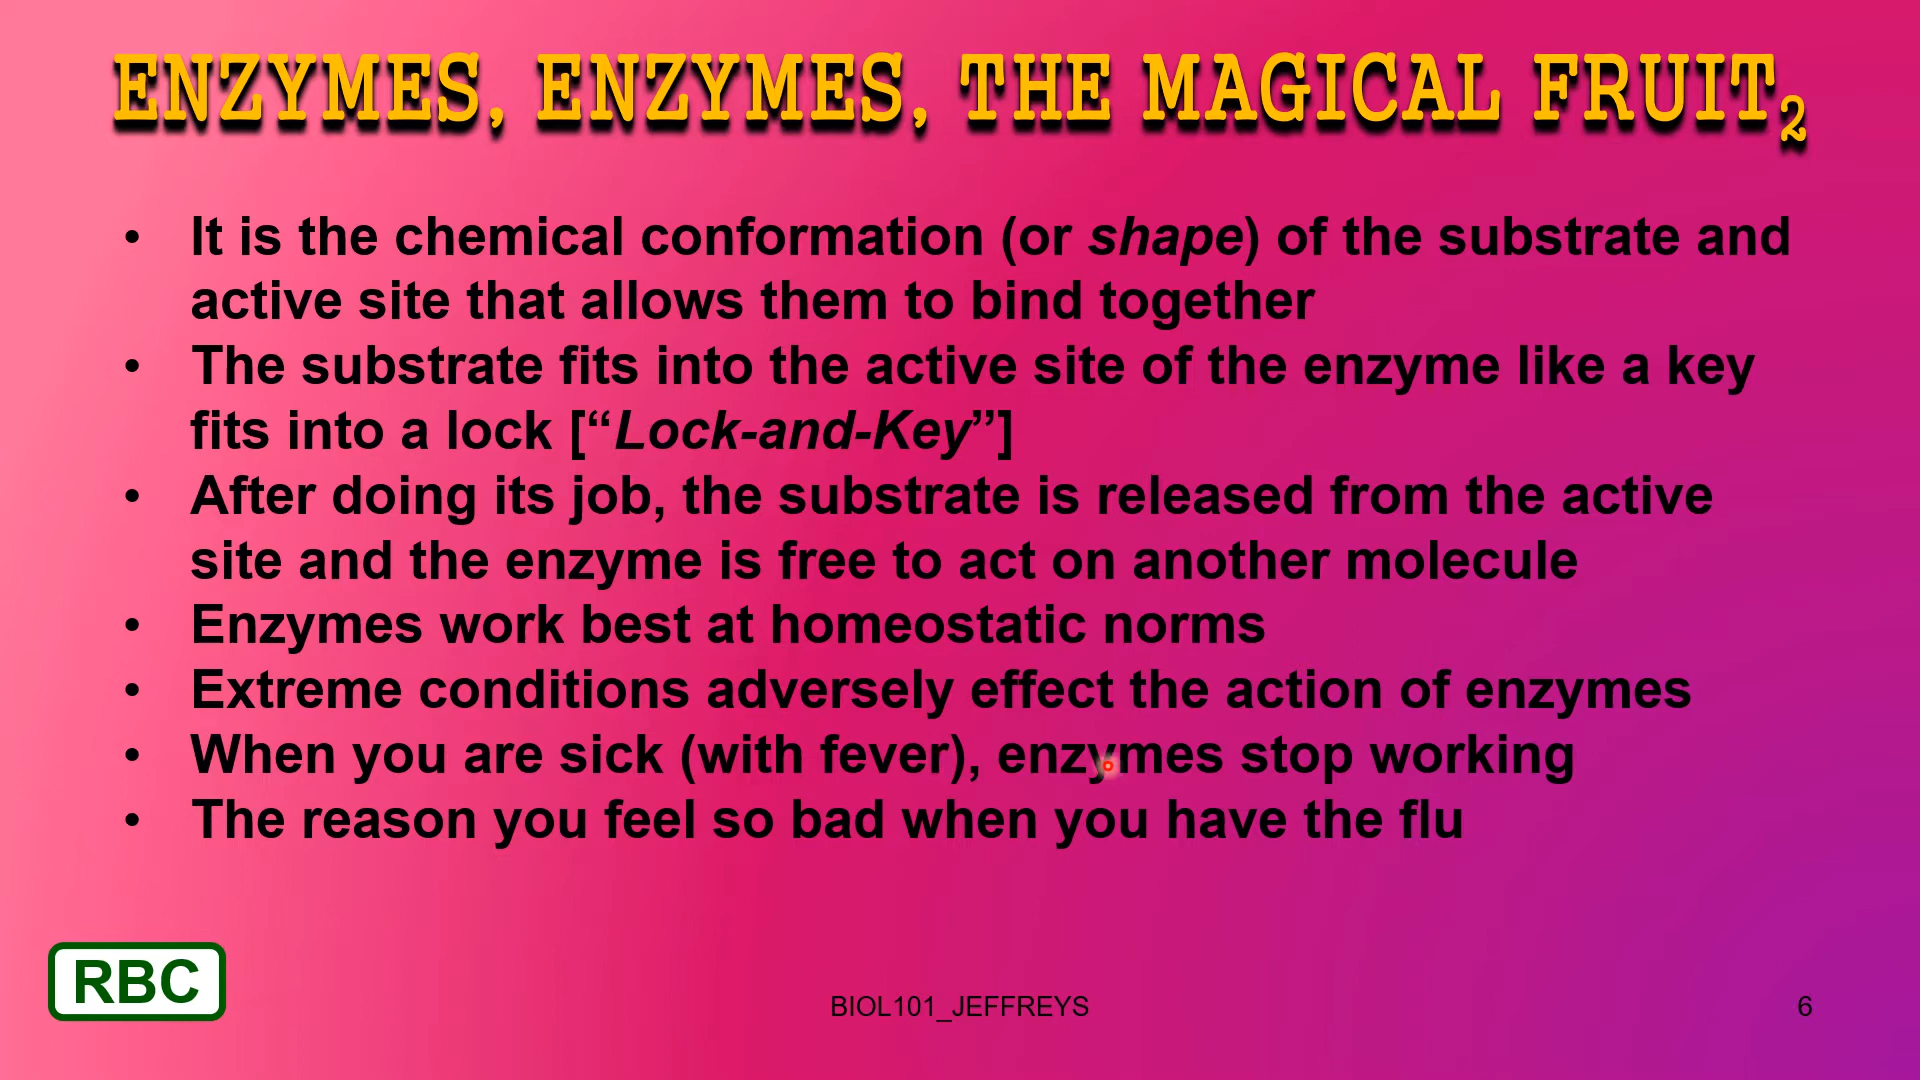 ENZYMES, ENZYMES, THE MAGICAL FRUIT₂
• It is the chemical conformation (or shape) of the substrate and
active site that allows them to bind together
• The substrate fits into the active site of the enzyme like a key
fits into a lock [“Lock-and-Key”]
• After doing its job, the substrate is released from the active
site and the enzyme is free to act on another molecule
• Enzymes work best at homeostatic norms
• Extreme conditions adversely effect the action of enzymes
• When you are sick (with fever), enzymes stop working
• The reason you feel so bad when you have the flu
RBC
BIOL101_JEFFREYS
6